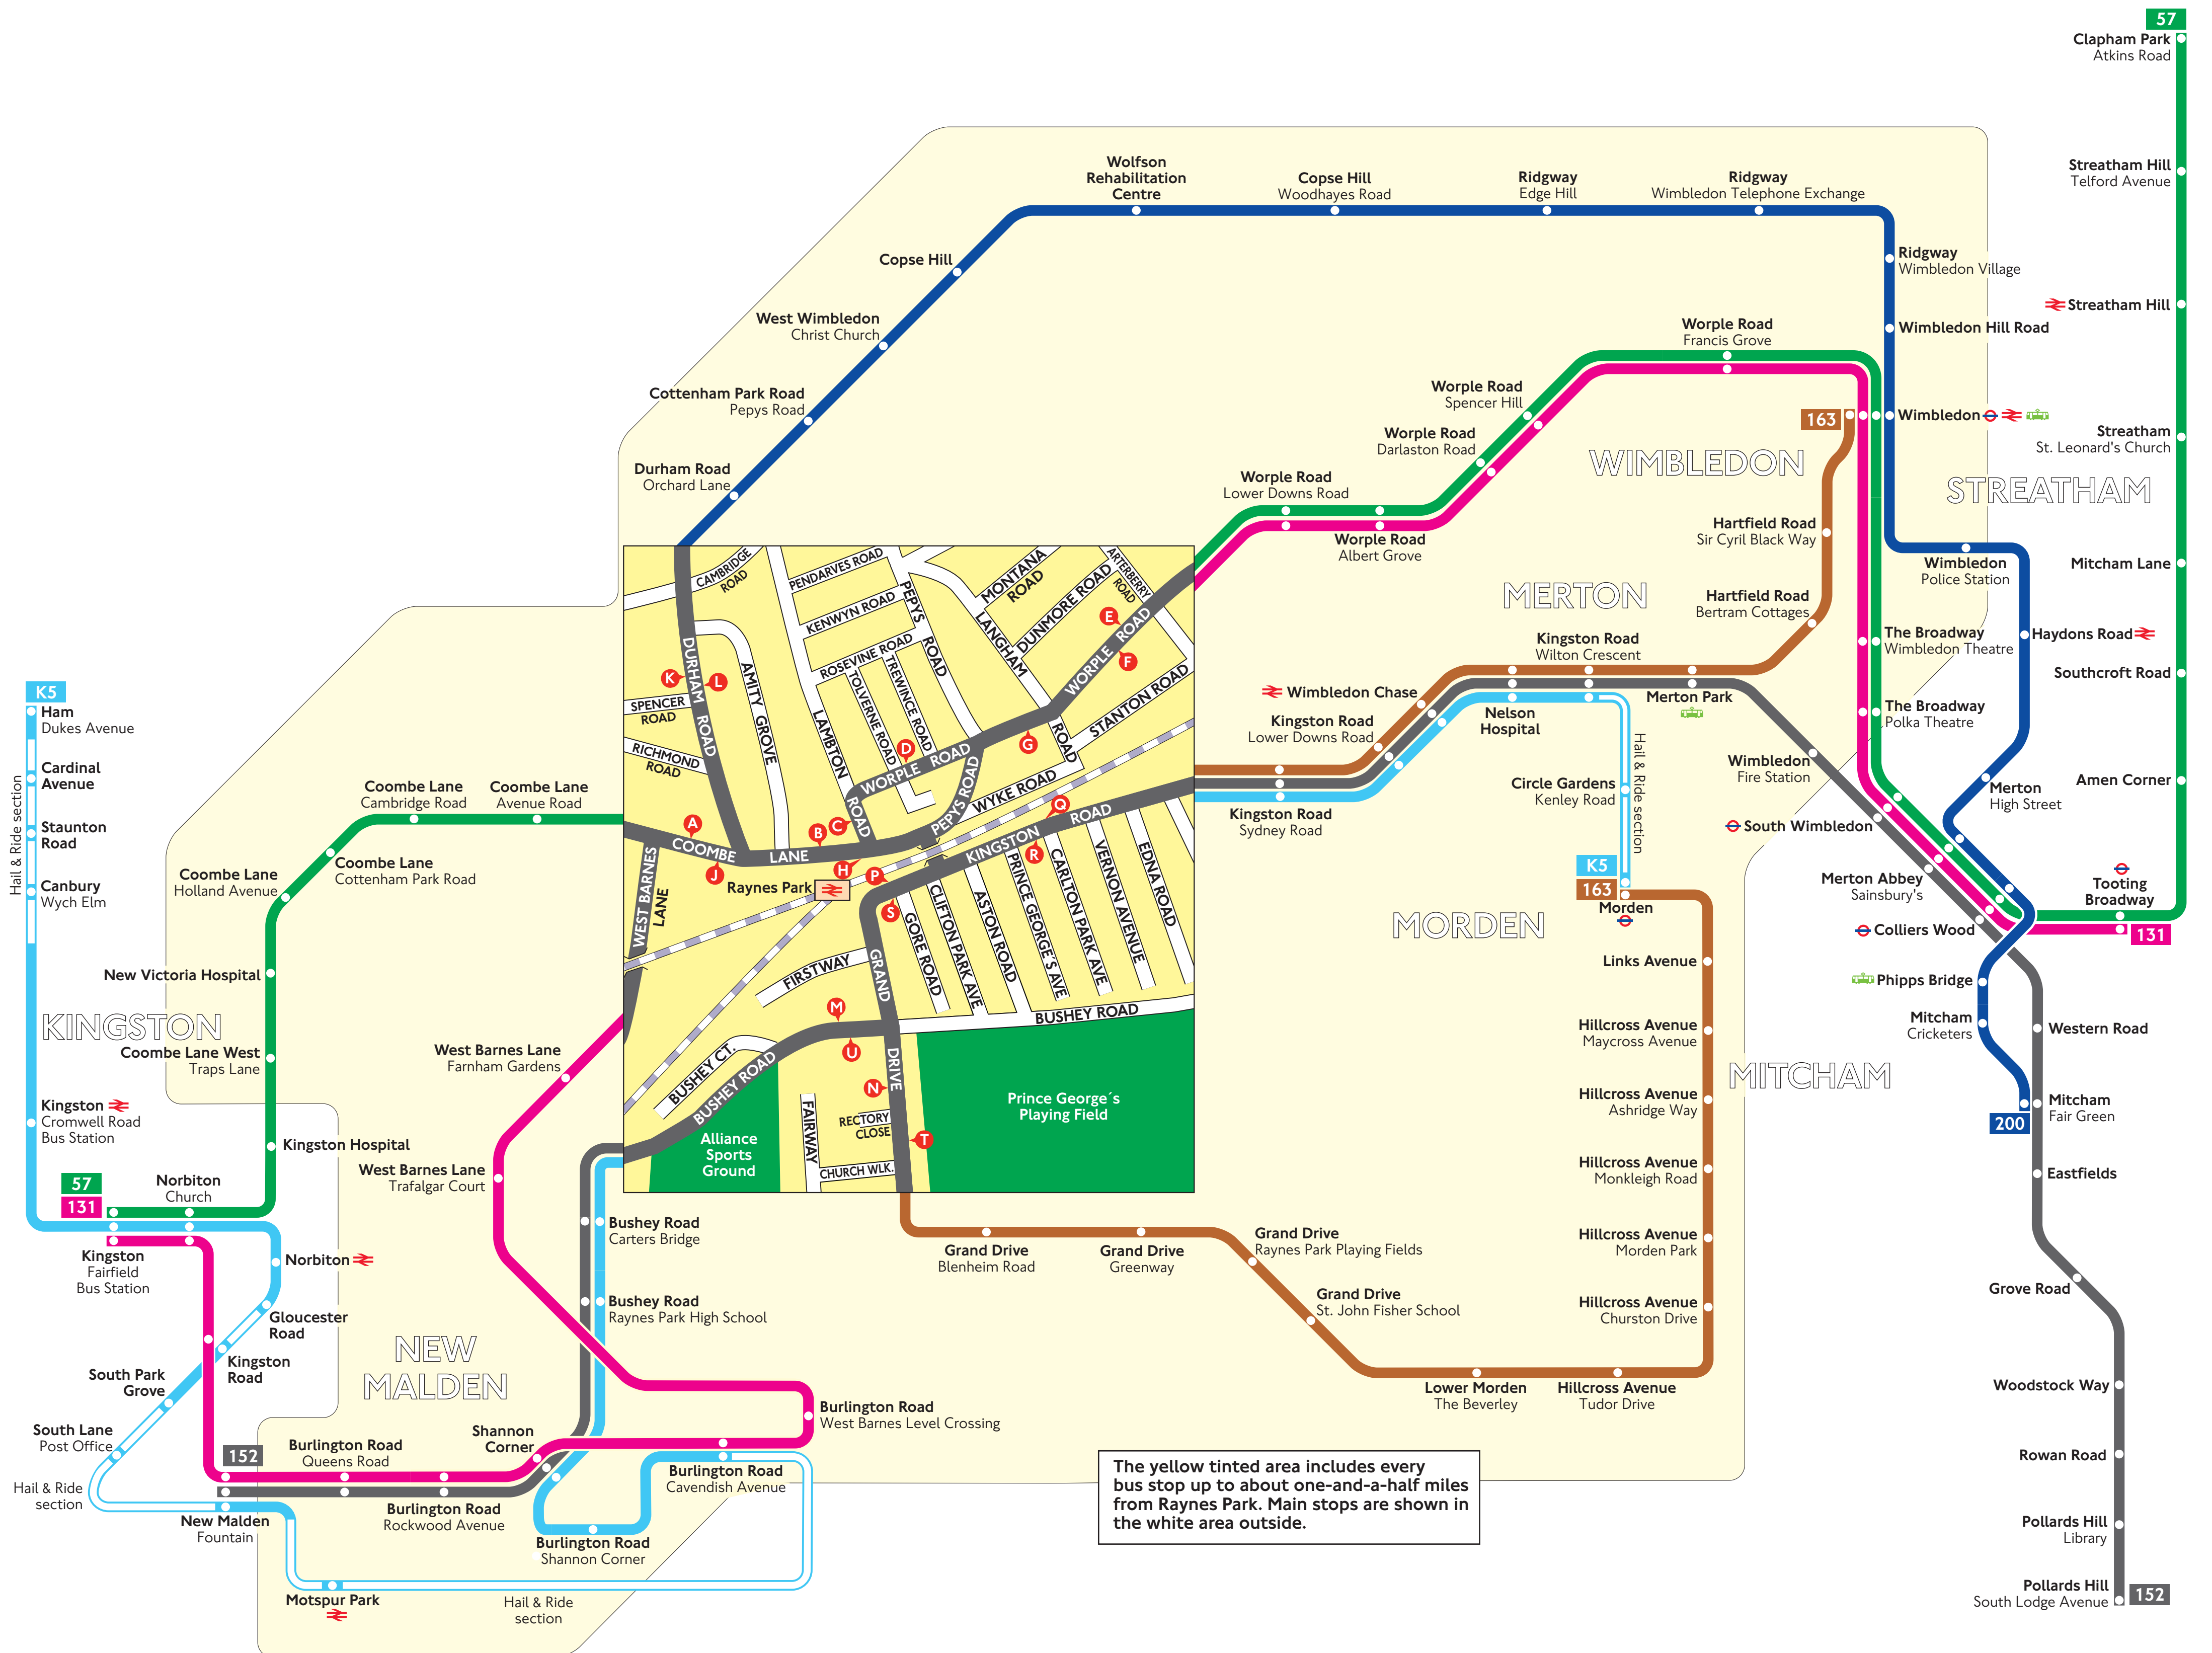 57
Clapham Park
Atkins Road
Streatham Hill
Telford Avenue
Streatham Hill
Streatham
St. Leonard's Church
STREATHAM
Mitcham Lane
Southcroft Road
Amen Corner
Tooting
Broadway
131
Wolfson
Rehabilitation
Centre
Copse Hill
Woodhayes Road
Ridgway
Edge Hill
Ridgway
Wimbledon Telephone Exchange
Ridgway
Wimbledon Village
Wimbledon Hill Road
Wimbledon
Copse Hill
West Wimbledon
Christ Church
Cottenham Park Road
Pepys Road
Durham Road
Orchard Lane
Worple Road
Francis Grove
Worple Road
Spencer Hill
Worple Road
Darlaston Road
Worple Road
Lower Downs Road
Worple Road
Albert Grove
163
WIMBLEDON
Hartfield Road
Sir Cyril Black Way
MERTON
Hartfield Road
Bertram Cottages
Wimbledon
Police Station
Haydons Road
The Broadway
Wimbledon Theatre
The Broadway
Polka Theatre
Kingston Road
Wilton Crescent
Wimbledon Chase
Merton Park
Kingston Road
Lower Downs Road
Nelson
Hospital
Kingston Road
Sydney Road
Circle Gardens
Kenley Road
Hail & Ride section
Wimbledon
Fire Station
Merton
High Street
South Wimbledon
Merton Abbey
Sainsbury's
Colliers Wood
Phipps Bridge
Mitcham
Cricketers
K5
163
Morden
MORDEN
Links Avenue
Hillcross Avenue
Maycross Avenue
Hillcross Avenue
Ashridge Way
Hillcross Avenue
Monkleigh Road
Hillcross Avenue
Morden Park
Hillcross Avenue
Churston Drive
Hillcross Avenue
Tudor Drive
Lower Morden
The Beverley
Grand Drive
St. John Fisher School
Grand Drive
Raynes Park Playing Fields
Grand Drive
Greenway
Grand Drive
Blenheim Road
MITCHAM
Western Road
Mitcham
Fair Green
200
Eastfields
Grove Road
Woodstock Way
Rowan Road
Pollards Hill
Library
Pollards Hill
South Lodge Avenue
152
K5
Ham
Dukes Avenue
Hail & Ride section
Cardinal
Avenue
Staunton
Road
Canbury
Wych Elm
KINGSTON
Kingston
Cromwell Road
Bus Station
57
131
Norbiton
Church
Kingston
Fairfield
Bus Station
Coombe Lane
Cambridge Road
Coombe Lane
Avenue Road
Coombe Lane
Cottenham Park Road
Coombe Lane
Holland Avenue
New Victoria Hospital
Coombe Lane West
Traps Lane
Kingston Hospital
Norbiton
Gloucester
Road
Kingston
Road
South Park
Grove
South Lane
Post Office
Hail & Ride
section
NEW
MALDEN
152
New Malden
Fountain
Burlington Road
Queens Road
Burlington Road
Rockwood Avenue
Shannon
Corner
Motspur Park
Hail & Ride
section
Burlington Road
Shannon Corner
Burlington Road
Cavendish Avenue
Burlington Road
West Barnes Level Crossing
West Barnes Lane
Farnham Gardens
West Barnes Lane
Trafalgar Court
Bushey Road
Carters Bridge
Bushey Road
Raynes Park High School
CAMBRIDGE
ROAD
PENDARVES ROAD
KENWYN ROAD
ROSEVINE ROAD
PEPYS ROAD
MONTANA
ROAD
DUNMORE ROAD
ARTERBERRY
ROAD
LANGHAM ROAD
WORPLE ROAD
STANTON ROAD
DURHAM ROAD
AMITY GROVE
SPENCER
ROAD
RICHMOND
ROAD
LAMBTON ROAD
TOLVERNE ROAD
TREWINCE ROAD
WORPLE ROAD
PEPYS ROAD
WYKE ROAD
COOMBE LANE
WEST BARNES
LANE
Raynes Park
KINGSTON ROAD
GORE ROAD
CLIFTON PARK AVE
ASTON ROAD
PRINCE GEORGE'S AVE
CARLTON PARK AVE
VERNON AVENUE
EDNA ROAD
FIRSTWAY
GRAND DRIVE
BUSHEY ROAD
BUSHEY CT.
BUSHEY ROAD
FAIRWAY
RECTORY
CLOSE
CHURCH WLK.
Alliance
Sports
Ground
Prince George´s
Playing Field
A
B
C
D
E
F
G
H
J
K
L
M
N
P
Q
R
S
T
U
The yellow tinted area includes every
bus stop up to about one-and-a-half miles
from Raynes Park. Main stops are shown in
the white area outside.